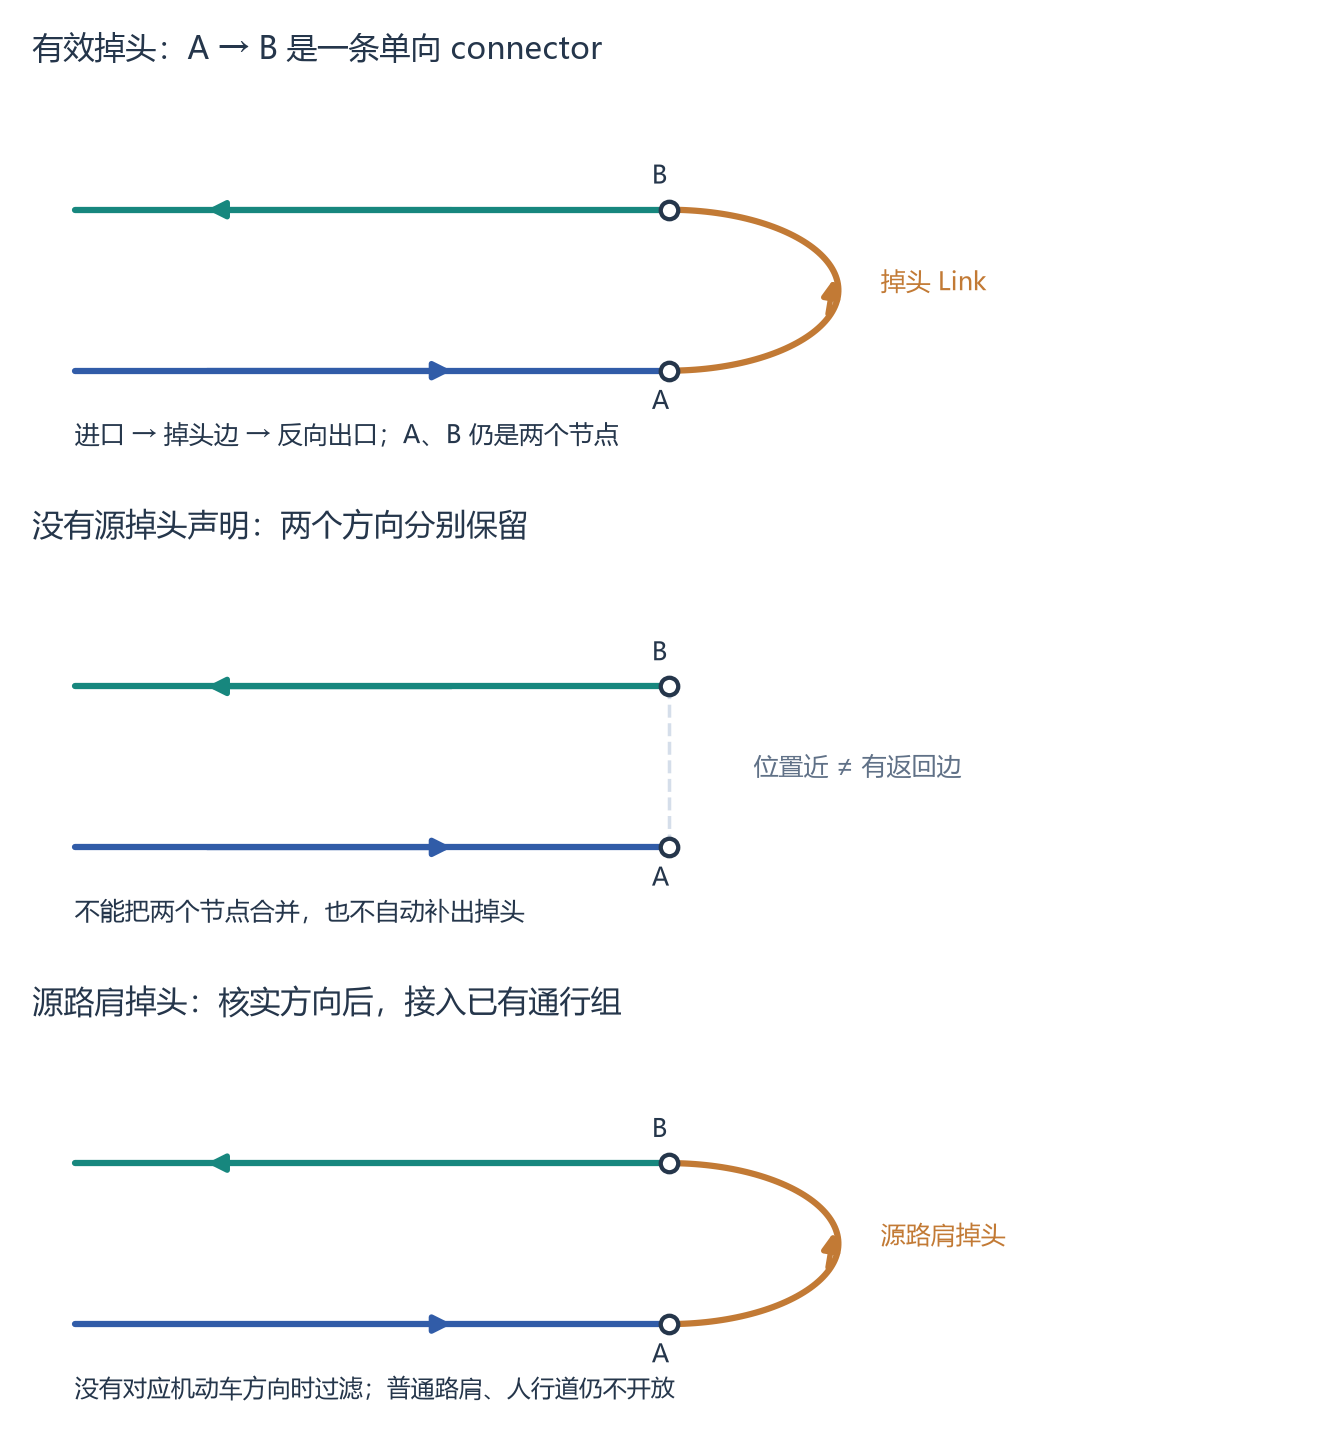 有效掉头：A → B 是一条单向 connector
B
掉头 Link
A
进口 → 掉头边 → 反向出口；A、B 仍是两个节点
没有源掉头声明：两个方向分别保留
B
位置近 ≠ 有返回边
A
不能把两个节点合并，也不自动补出掉头
源路肩掉头：核实方向后，接入已有通行组
B
源路肩掉头
A
没有对应机动车方向时过滤；普通路肩、人行道仍不开放